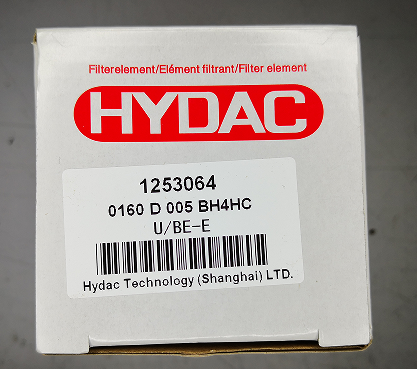 Filterelement/Elément filtrant/Filter element
HYDAC
1253064
0160 D 005 BH4HC
U/BE-E
Hydac Technology (Shanghai) LTD.